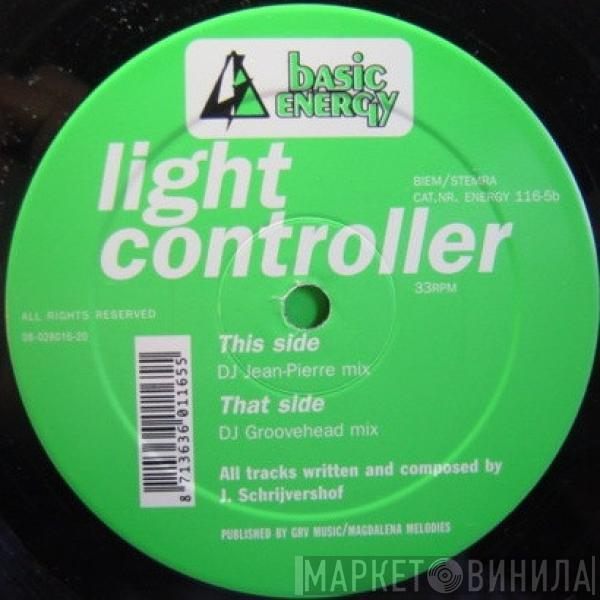 basic
ENERGY
light
controller
BIEM/STEMRA
CAT.NR. ENERGY 116-5b
33RPM
ALL RIGHTS RESERVED
06-028016-20
This side
DJ Jean-Pierre mix
That side
DJ Groovehead mix
8 713636 011655
All tracks written and composed by
J. Schrijvershof
PUBLISHED BY GRV MUSIC/MAGDALENA MELODIES
МАРКЕТ ВИНИЛА